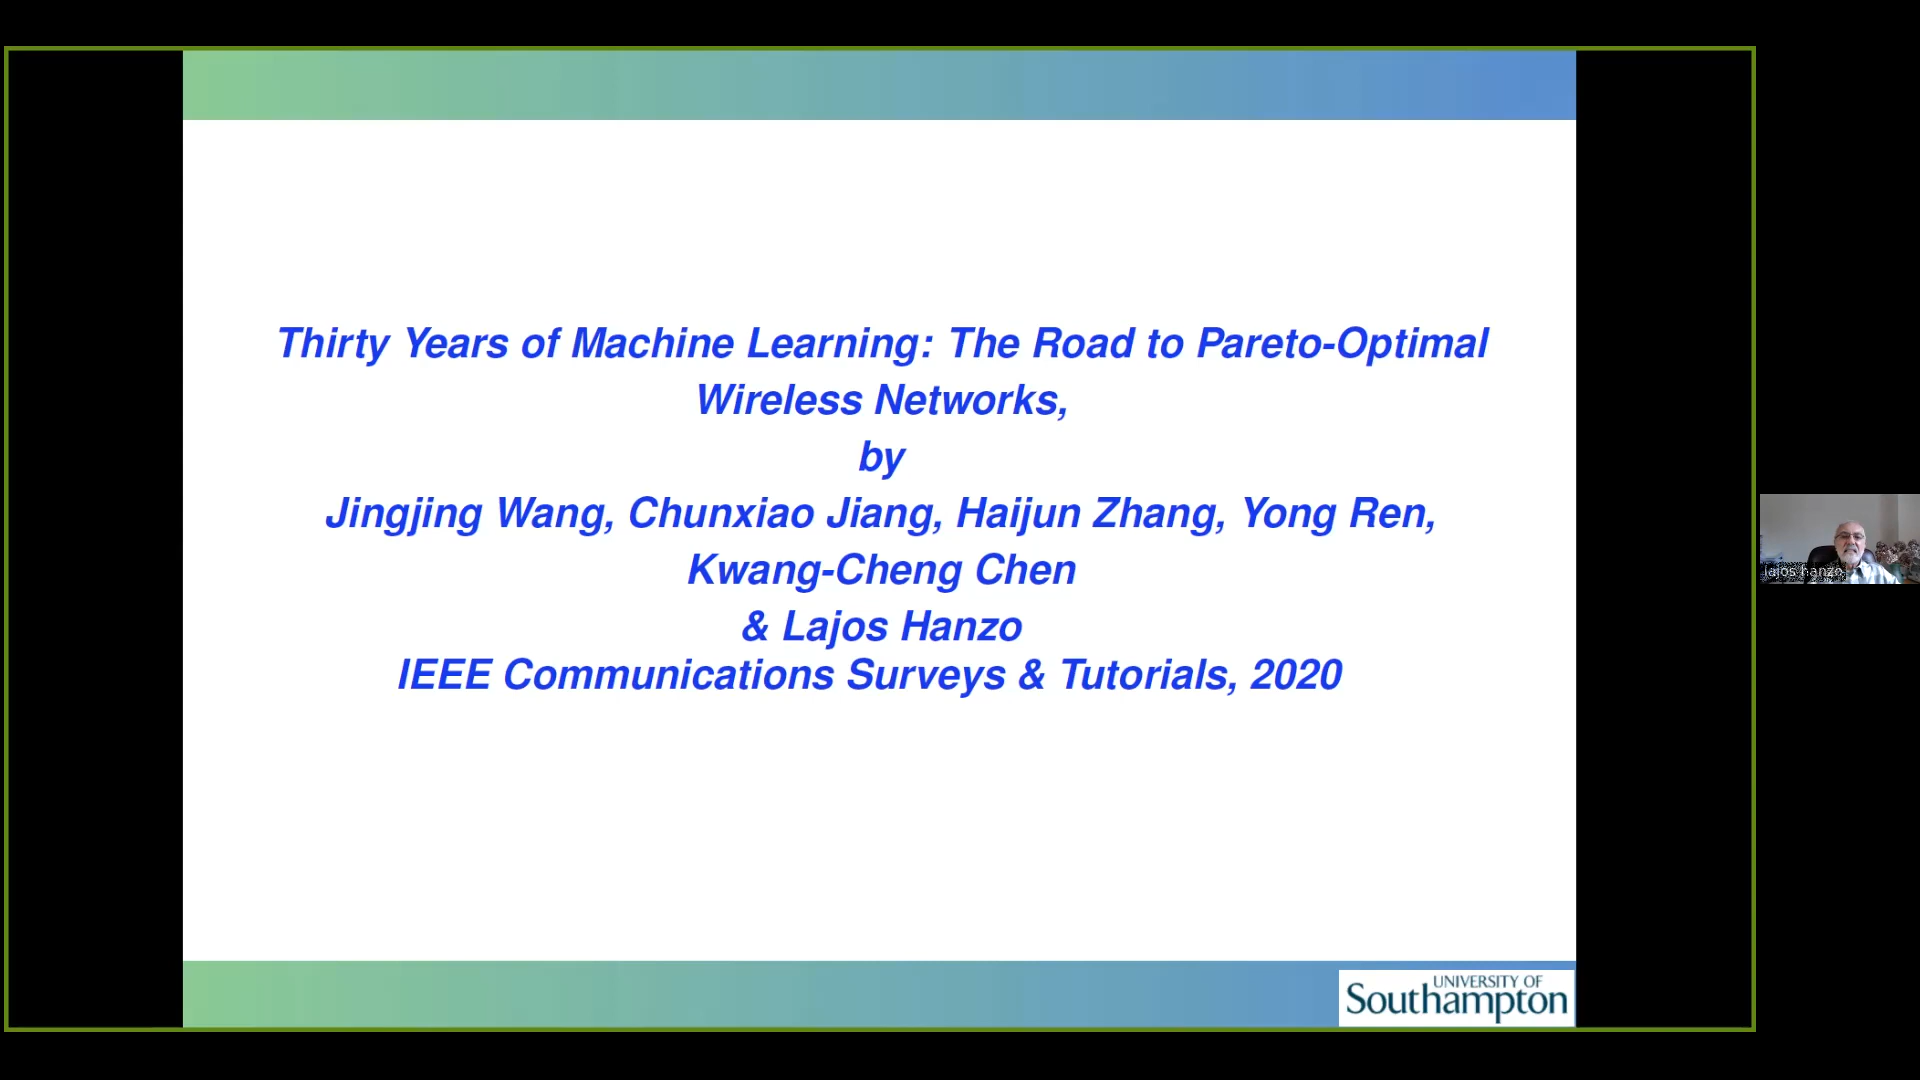 Thirty Years of Machine Learning: The Road to Pareto-Optimal
Wireless Networks,
by
Jingjing Wang, Chunxiao Jiang, Haijun Zhang, Yong Ren,
Kwang-Cheng Chen
& Lajos Hanzo
IEEE Communications Surveys & Tutorials, 2020
UNIVERSITY OF
Southampton
lajos hanzo